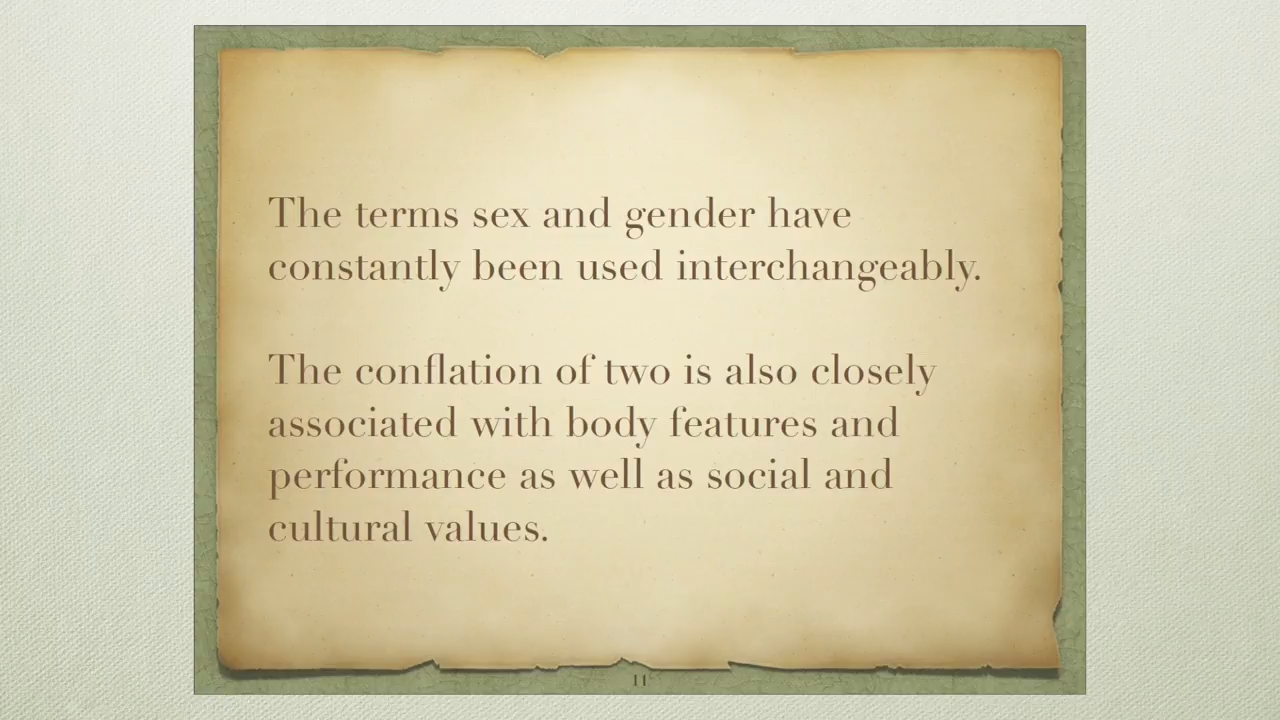 The terms sex and gender have
constantly been used interchangeably.
The conflation of two is also closely
associated with body features and
performance as well as social and
cultural values.
11